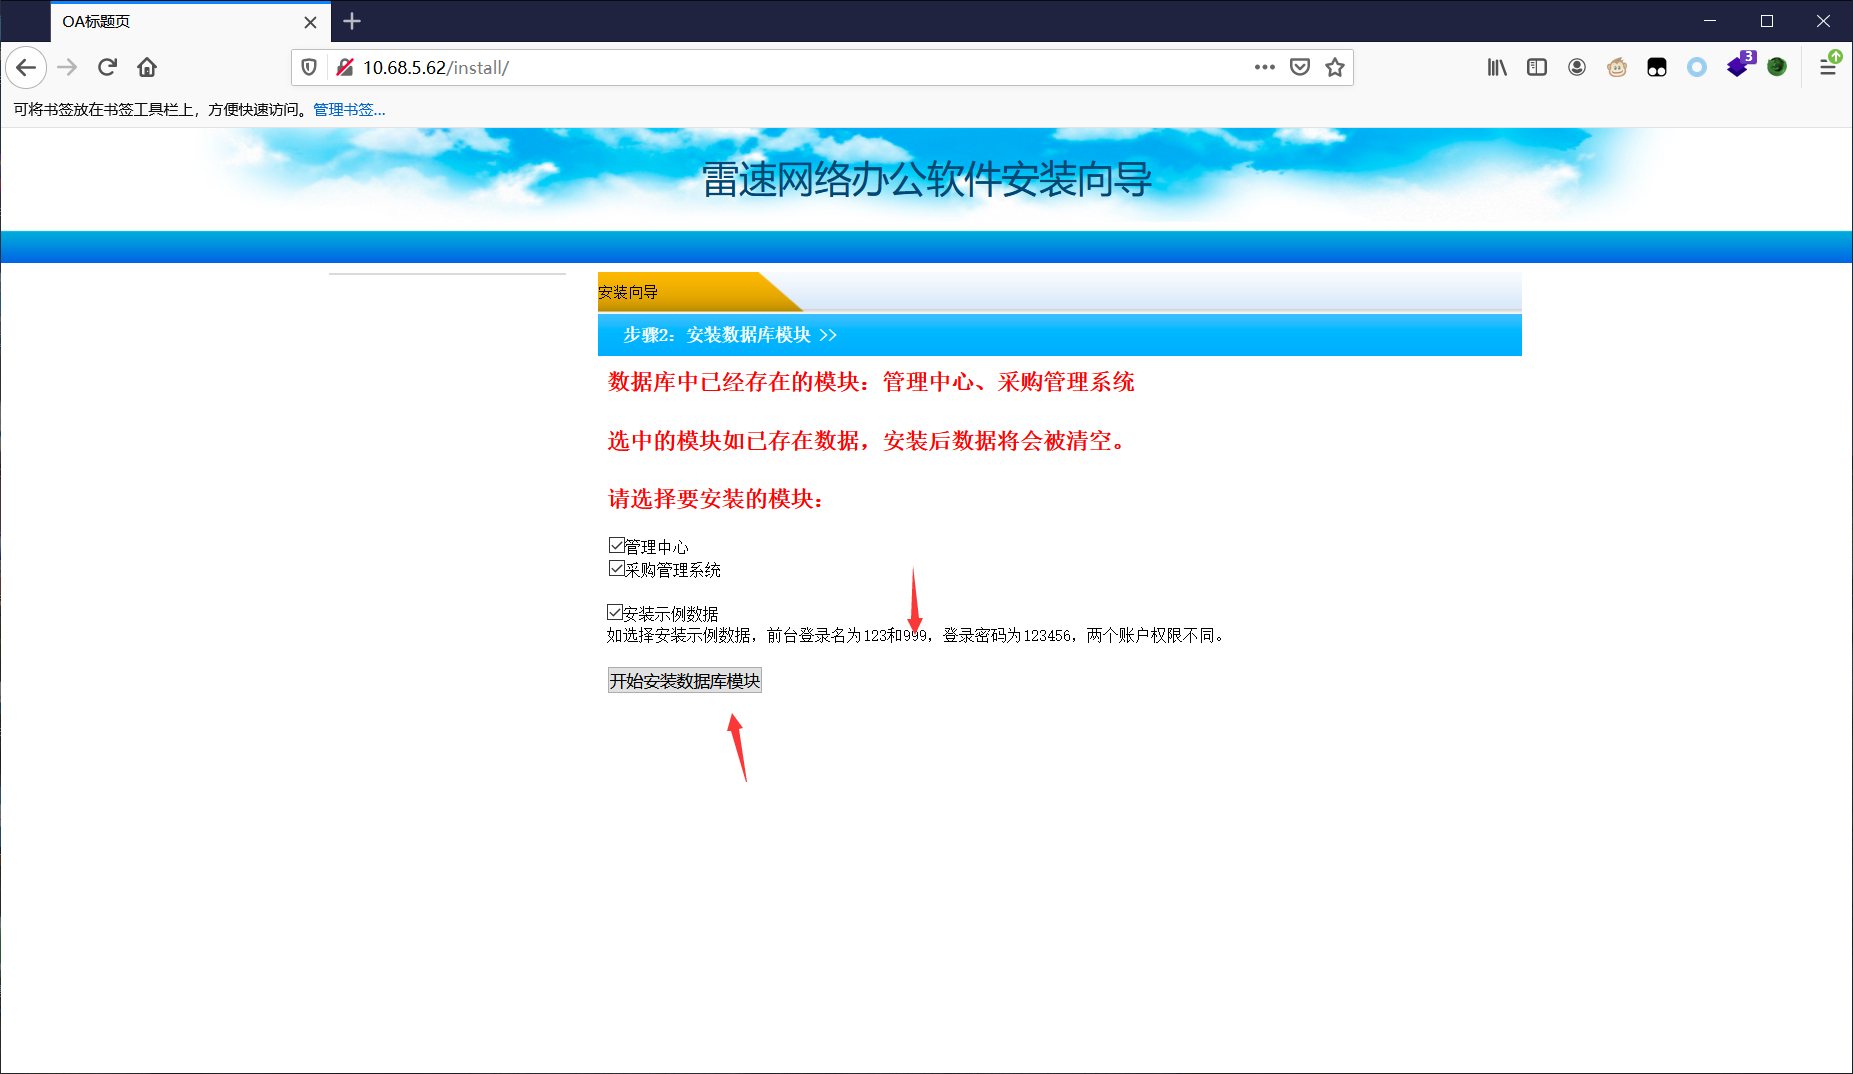 OA标题页
10.68.5.62/install/
3
可将书签放在书签工具栏上，方便快速访问。管理书签...
雷速网络办公软件安装向导
安装向导
步骤2：安装数据库模块 >>
数据库中已经存在的模块：管理中心、采购管理系统
选中的模块如已存在数据，安装后数据将会被清空。
请选择要安装的模块：
管理中心
采购管理系统
安装示例数据
如选择安装示例数据，前台登录名为123和999，登录密码为123456，两个账户权限不同。
开始安装数据库模块